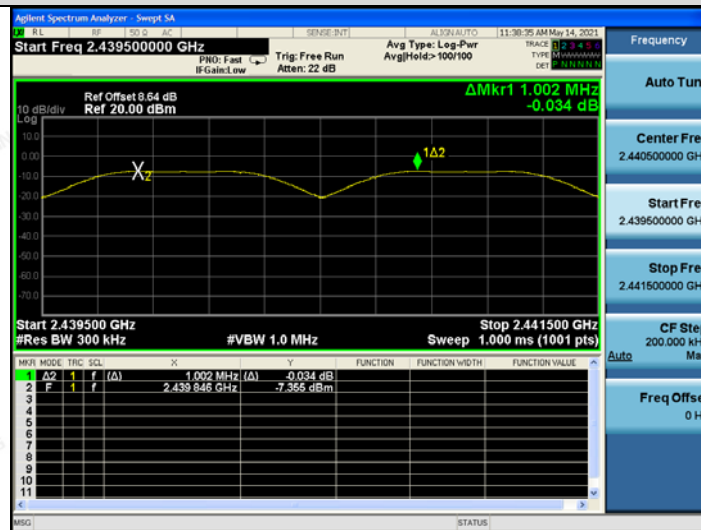 Agilent Spectrum Analyzer - Swept SA
RL RF 50 Ω AC SENSE:INT ALIGN AUTO 11:38:35 AM May 14, 2021
Start Freq 2.439500000 GHz
PNO: Fast Trig: Free Run Avg Type: Log-Pwr TRACE 1 2 3 4 5 6
IFGain:Low Atten: 22 dB Avg|Hold:> 100/100 TYPE M
DET P N N N N N
Ref Offset 8.64 dB ΔMkr1 1.002 MHz
10 dB/div Ref 20.00 dBm -0.034 dB
Log
10.0
0.00
-10.0
-20.0
-30.0
-40.0
-50.0
-60.0
-70.0
X2
1Δ2
Start 2.439500 GHz Stop 2.441500 GHz
#Res BW 300 kHz #VBW 1.0 MHz Sweep 1.000 ms (1001 pts)
MKR MODE TRC SCL X Y FUNCTION FUNCTION WIDTH FUNCTION VALUE
1 Δ2 1 f (Δ) 1.002 MHz (Δ) -0.034 dB
2 F 1 f 2.439 846 GHz -7.355 dBm
3
4
5
6
7
8
9
10
11
MSG STATUS
Frequency
Auto Tun
Center Fre
2.440500000 GH
Start Fre
2.439500000 GH
Stop Fre
2.441500000 GH
CF Ste
200.000 kH
Auto Ma
Freq Offse
0 H